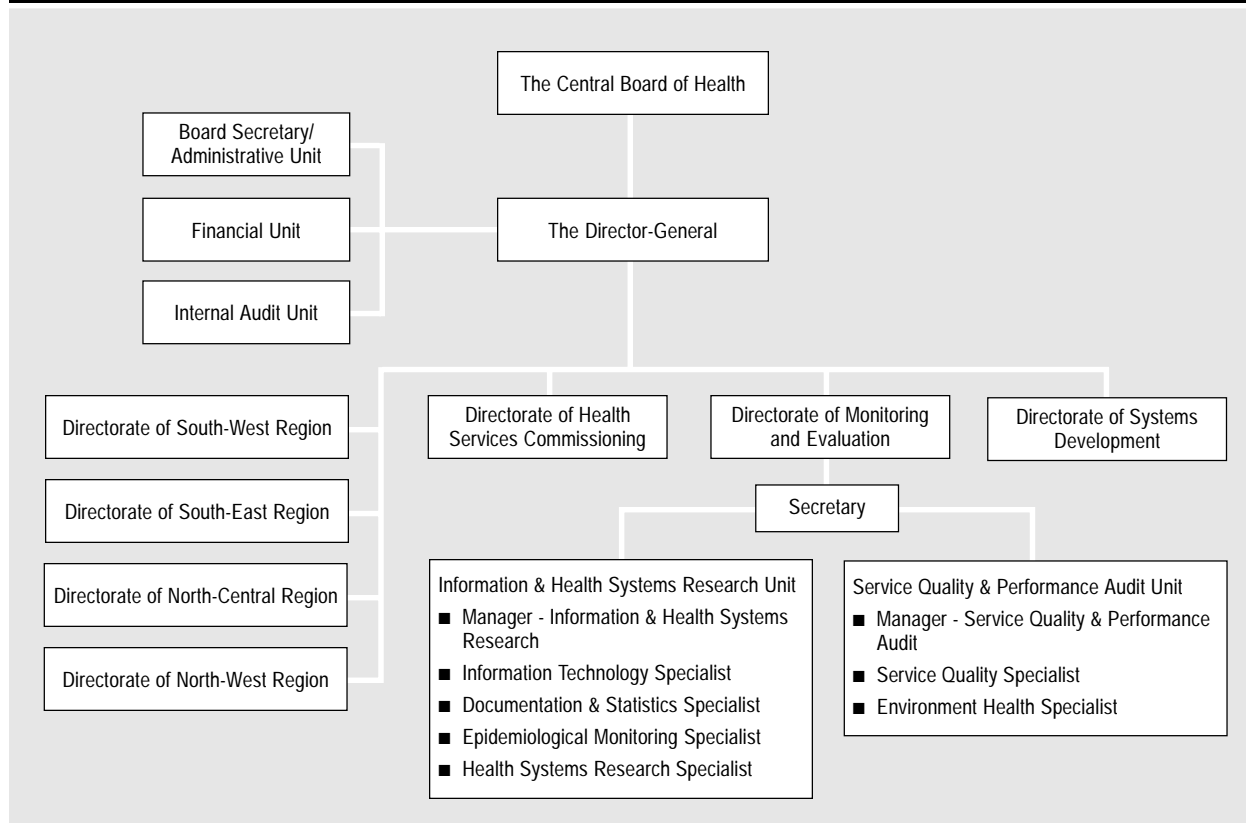 The Central Board of Health
Board Secretary/
Administrative Unit
Financial Unit
The Director-General
Internal Audit Unit
Directorate of South-West Region
Directorate of South-East Region
Directorate of North-Central Region
Directorate of North-West Region
Directorate of Health
Services Commissioning
Directorate of Monitoring
and Evaluation
Directorate of Systems
Development
Secretary
Information & Health Systems Research Unit
■ Manager - Information & Health Systems
Research
■ Information Technology Specialist
■ Documentation & Statistics Specialist
■ Epidemiological Monitoring Specialist
■ Health Systems Research Specialist
Service Quality & Performance Audit Unit
■ Manager - Service Quality & Performance
Audit
■ Service Quality Specialist
■ Environment Health Specialist